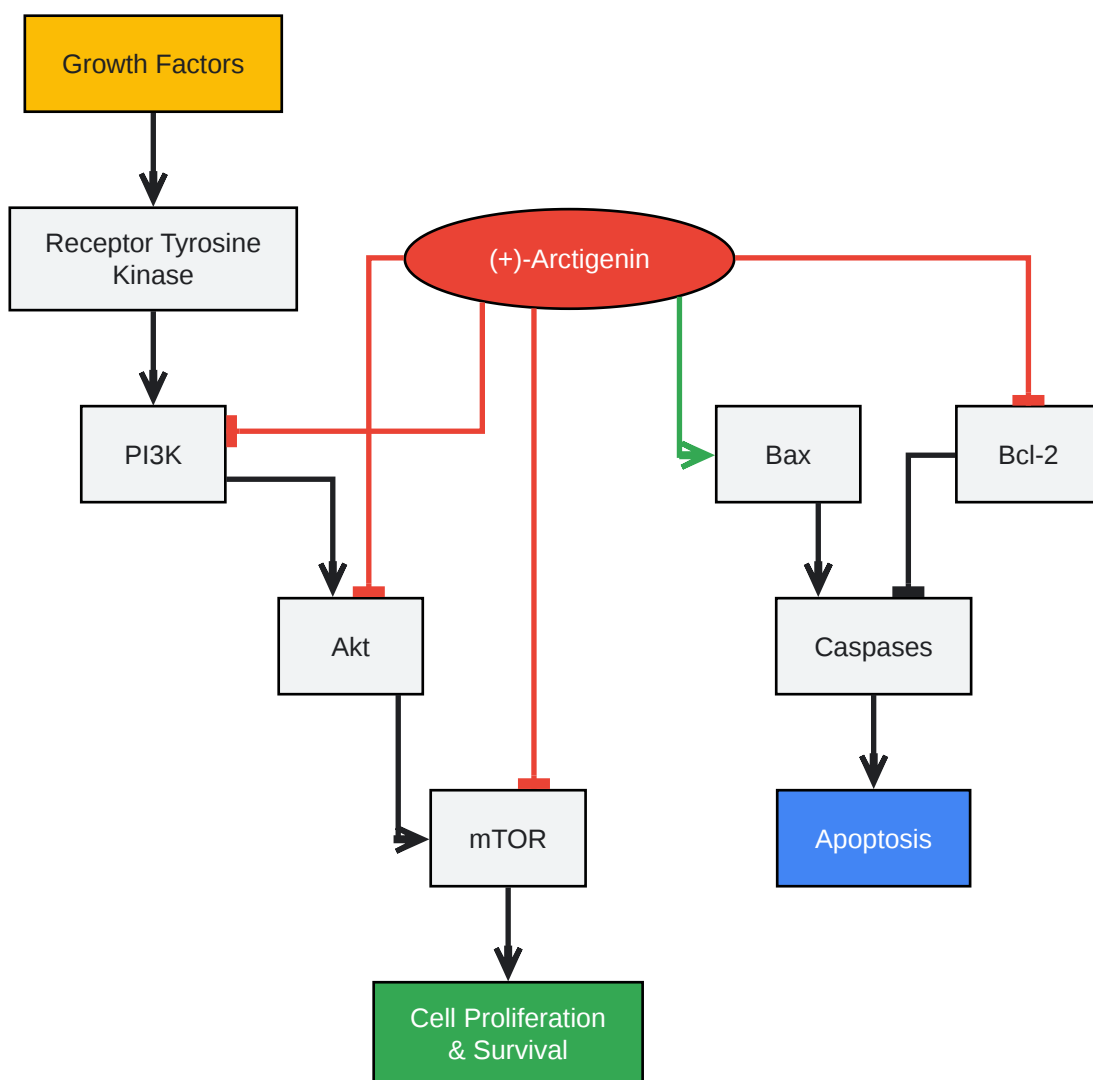 Growth Factors
Receptor Tyrosine
Kinase
(+)-Arctigenin
PI3K
Bax
Bcl-2
Akt
Caspases
mTOR
Apoptosis
Cell Proliferation
& Survival